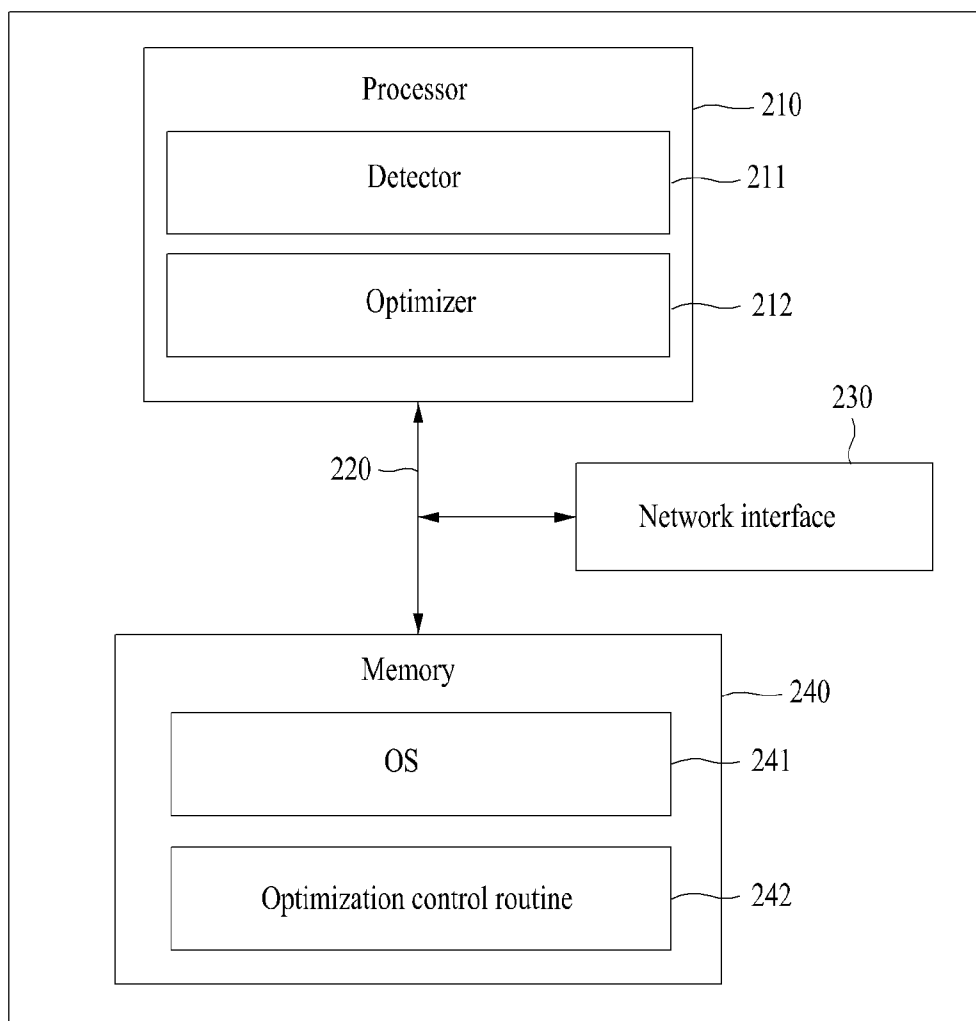 Processor
210
Detector
211
Optimizer
212
230
220
Network interface
Memory
240
OS
241
Optimization control routine
242